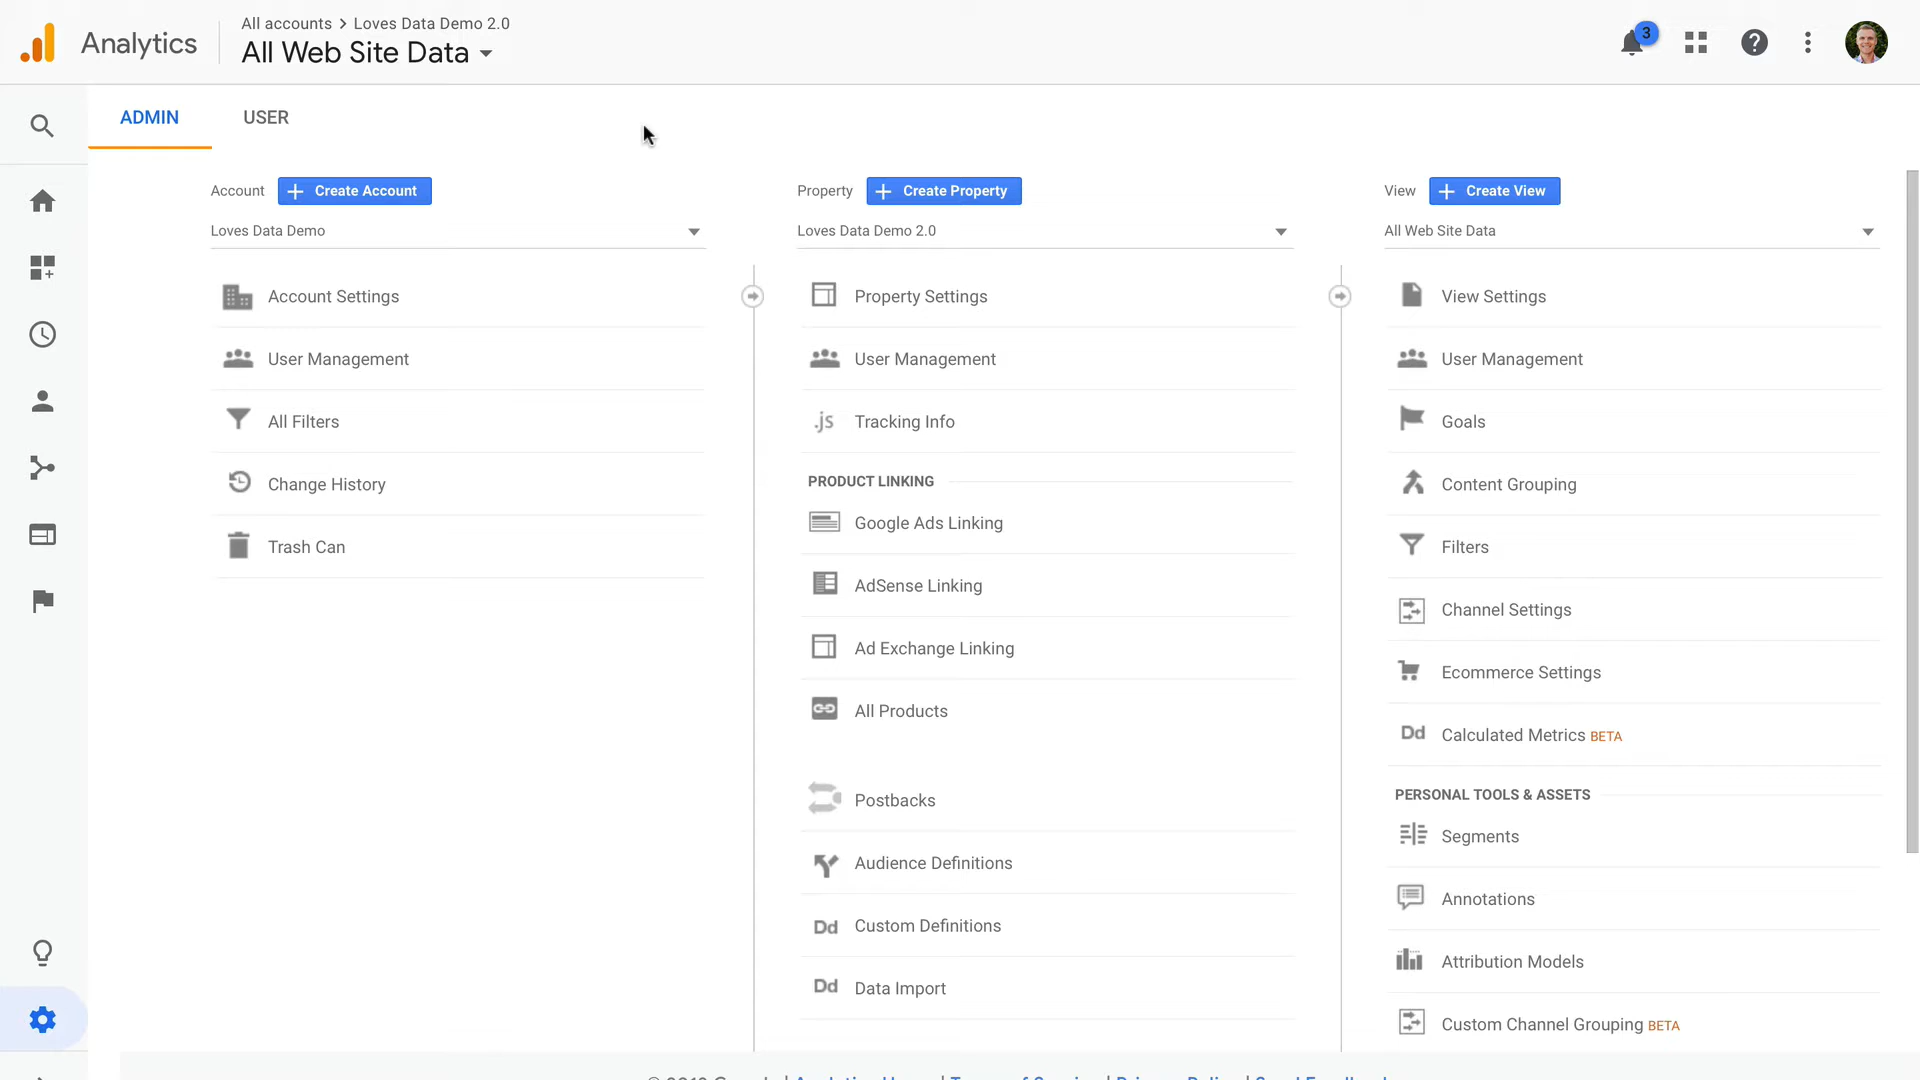 Analytics
All accounts > Loves Data Demo 2.0
All Web Site Data
3
ADMIN
USER
Account
Create Account
Loves Data Demo
Account Settings
User Management
All Filters
Change History
Trash Can
Property
Create Property
Loves Data Demo 2.0
Property Settings
User Management
.js
Tracking Info
PRODUCT LINKING
Google Ads Linking
AdSense Linking
Ad Exchange Linking
All Products
Postbacks
Audience Definitions
Dd
Custom Definitions
Dd
Data Import
View
Create View
All Web Site Data
View Settings
User Management
Goals
Content Grouping
Filters
Channel Settings
Ecommerce Settings
Dd
Calculated Metrics BETA
PERSONAL TOOLS & ASSETS
Segments
Annotations
Attribution Models
Custom Channel Grouping BETA